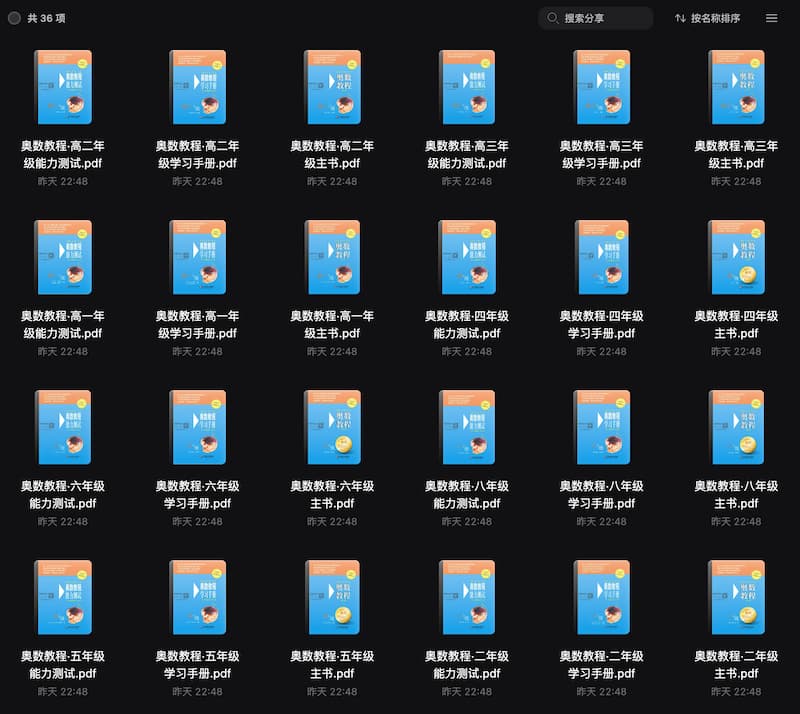 共 36 项
搜索分享
按名称排序
奥数教程·高二年
级能力测试.pdf
昨天 22:48
奥数教程·高二年
级学习手册.pdf
昨天 22:48
奥数教程·高二年
级主书.pdf
昨天 22:48
奥数教程·高三年
级能力测试.pdf
昨天 22:48
奥数教程·高三年
级学习手册.pdf
昨天 22:48
奥数教程·高三年
级主书.pdf
昨天 22:48
奥数教程·高一年
级能力测试.pdf
昨天 22:48
奥数教程·高一年
级学习手册.pdf
昨天 22:48
奥数教程·高一年
级主书.pdf
昨天 22:48
奥数教程·四年级
能力测试.pdf
昨天 22:48
奥数教程·四年级
学习手册.pdf
昨天 22:48
奥数教程·四年级
主书.pdf
昨天 22:48
奥数教程·六年级
能力测试.pdf
昨天 22:48
奥数教程·六年级
学习手册.pdf
昨天 22:48
奥数教程·六年级
主书.pdf
昨天 22:48
奥数教程·八年级
能力测试.pdf
昨天 22:48
奥数教程·八年级
学习手册.pdf
昨天 22:48
奥数教程·八年级
主书.pdf
昨天 22:48
奥数教程·五年级
能力测试.pdf
昨天 22:48
奥数教程·五年级
学习手册.pdf
昨天 22:48
奥数教程·五年级
主书.pdf
昨天 22:48
奥数教程·二年级
能力测试.pdf
昨天 22:48
奥数教程·二年级
学习手册.pdf
昨天 22:48
奥数教程·二年级
主书.pdf
昨天 22:48